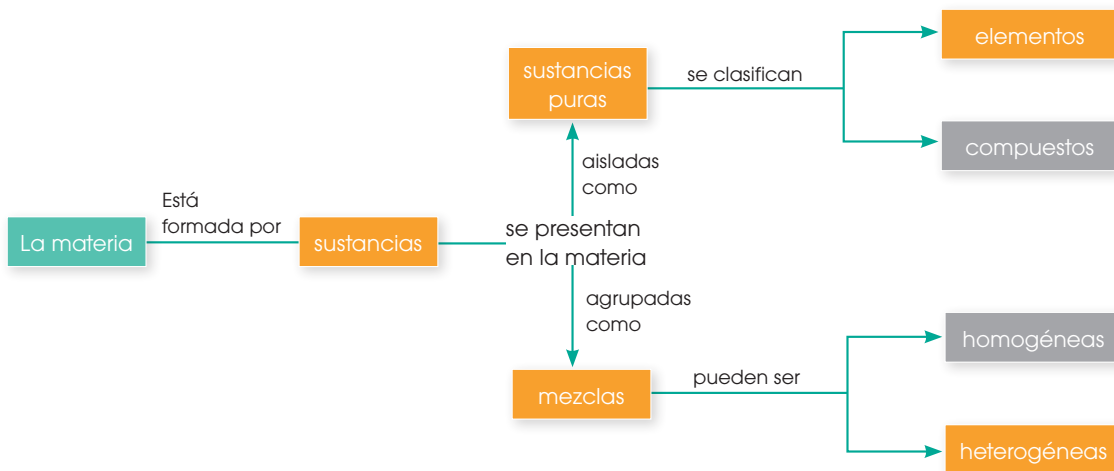 La materia
Está
formada por
sustancias
se presentan
en la materia
aisladas
como
sustancias
puras
se clasifican
elementos
compuestos
agrupadas
como
mezclas
pueden ser
homogéneas
heterogéneas